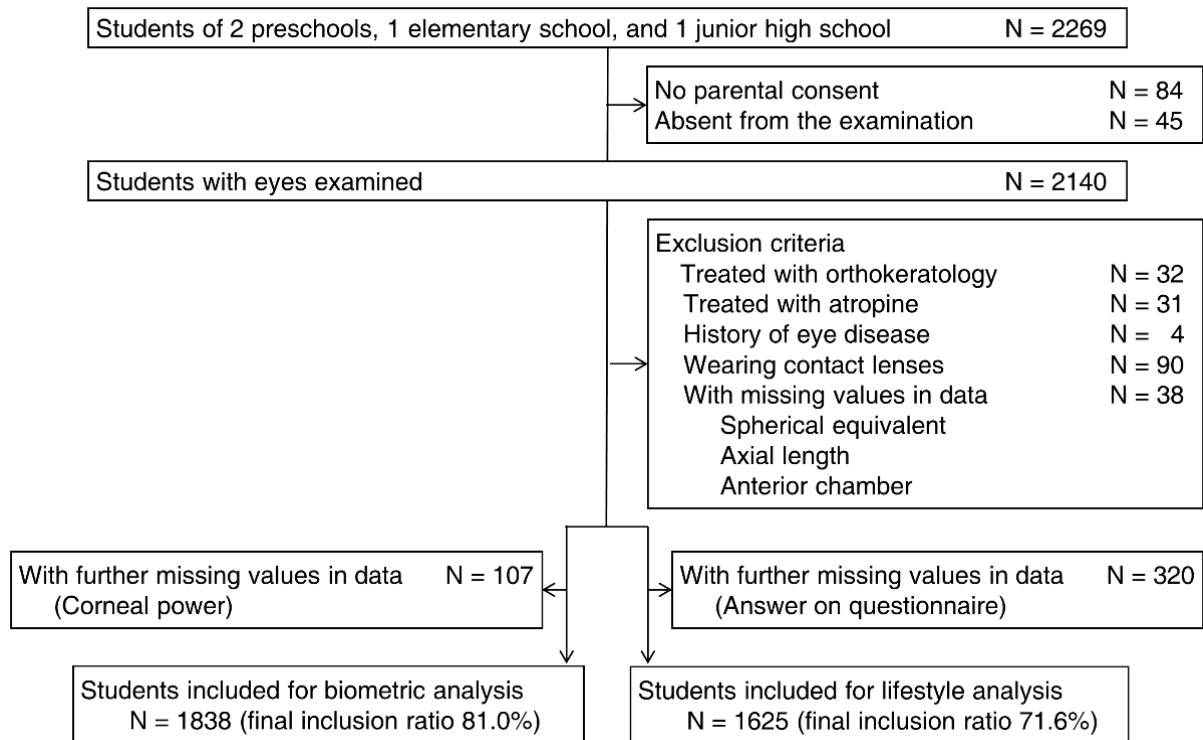 Students of 2 preschools, 1 elementary school, and 1 junior high school N = 2269
No parental consent N = 84
Absent from the examination N = 45
Students with eyes examined N = 2140
Exclusion criteria
Treated with orthokeratology N = 32
Treated with atropine N = 31
History of eye disease N = 4
Wearing contact lenses N = 90
With missing values in data N = 38
Spherical equivalent
Axial length
Anterior chamber
With further missing values in data N = 107
(Corneal power)
With further missing values in data N = 320
(Answer on questionnaire)
Students included for biometric analysis
N = 1838 (final inclusion ratio 81.0%)
Students included for lifestyle analysis
N = 1625 (final inclusion ratio 71.6%)